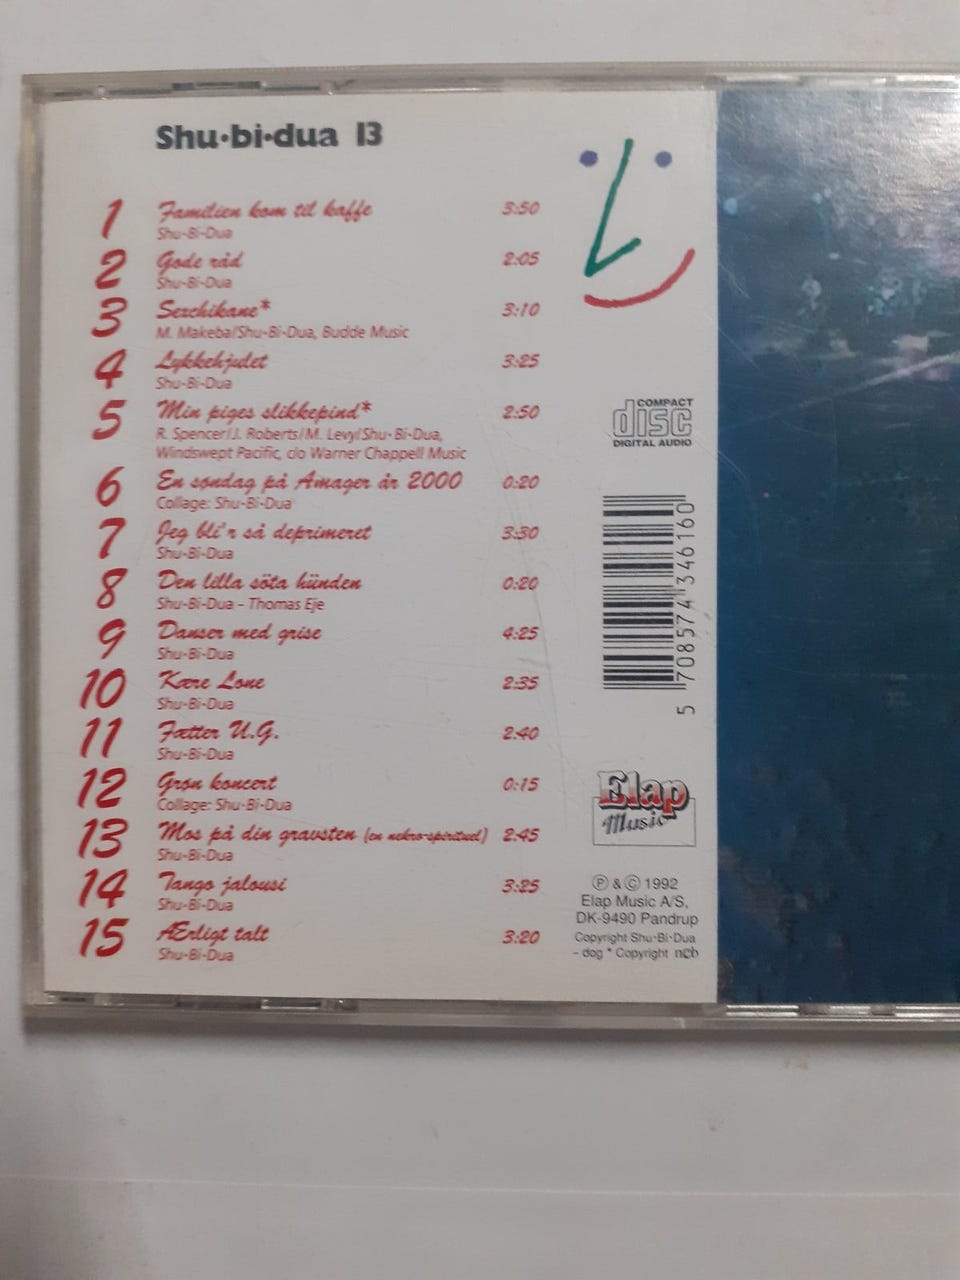 Shu•bi•dua 13
1 Familien kom til kaffe 3:50
Shu-Bi-Dua
2 Gode råd 2:05
Shu-Bi-Dua
3 Sexchikane* 3:10
M. Makeba/Shu-Bi-Dua, Budde Music
4 Lykkehjulet 3:25
Shu-Bi-Dua
5 Min piges slikkepind* 2:50
R. Spencer/J. Roberts/M. Levy/Shu-Bi-Dua,
Windswept Pacific, c/o Warner Chappell Music
6 En søndag på Amager år 2000 0:20
Collage: Shu-Bi-Dua
7 Jeg bli'r så deprimeret 3:30
Shu-Bi-Dua
8 Den lilla söta hünden 0:20
Shu-Bi-Dua – Thomas Eje
9 Danser med grise 4:25
Shu-Bi-Dua
10 Kære Lone 2:35
Shu-Bi-Dua
11 Fætter U.G. 2:40
Shu-Bi-Dua
12 Grøn koncert 0:15
Collage: Shu-Bi-Dua
13 Mos på din gravsten (en nekro-spirituel) 2:45
Shu-Bi-Dua
14 Tango jalousi 3:25
Shu-Bi-Dua
15 Ærligt talt 3:20
Shu-Bi-Dua
COMPACT
disc
DIGITAL AUDIO
5 708574 346160
Elap
Music
Ⓟ & © 1992
Elap Music A/S,
DK-9490 Pandrup
Copyright Shu-Bi-Dua
– dog * Copyright ncb